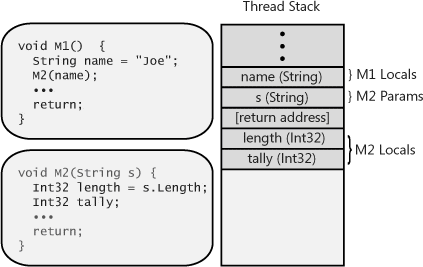 Thread Stack
void M1()  {
String name = "Joe";
M2(name);
•••
return;
}
void M2(String s) {
Int32 length = s.Length;
Int32 tally;
•••
return;
}
•
•
•
name (String)
M1 Locals
s (String)
M2 Params
[return address]
length (Int32)
tally (Int32)
M2 Locals